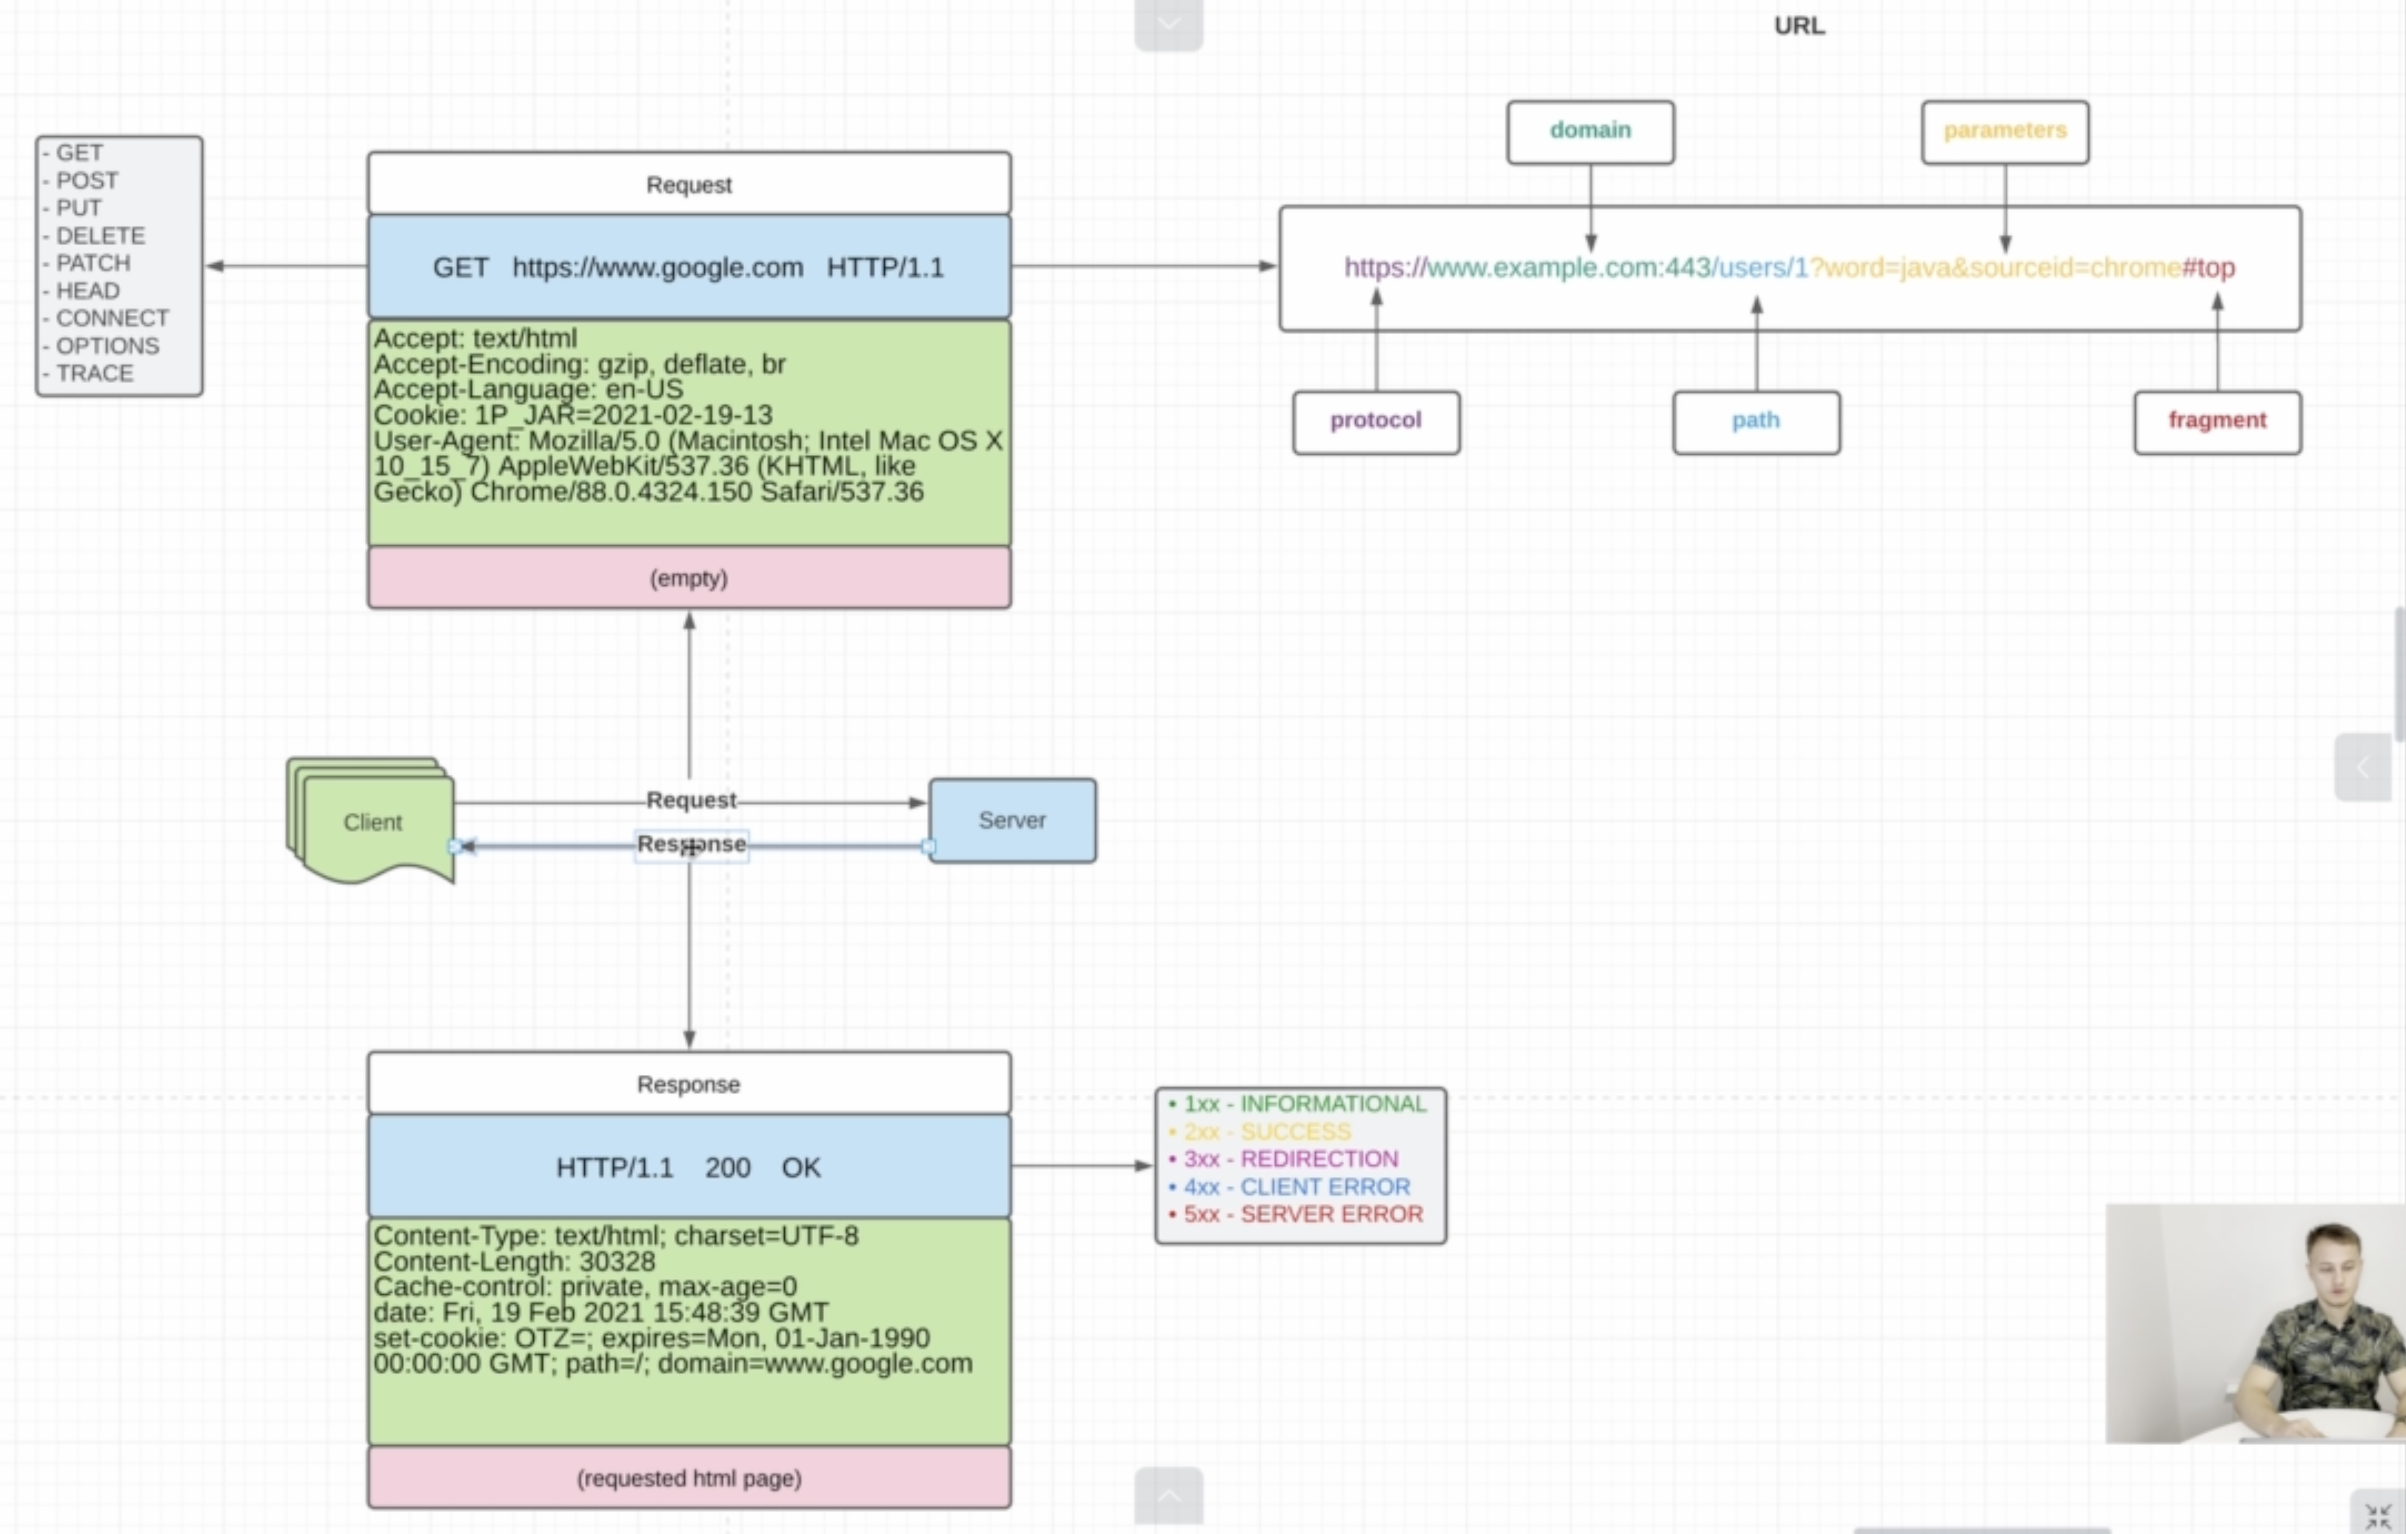 URL
domain
parameters
- GET
- POST
- PUT
- DELETE
- PATCH
- HEAD
- CONNECT
- OPTIONS
- TRACE
Request
GET https://www.google.com HTTP/1.1
https://www.example.com:443/users/1?word=java&sourceid=chrome#top
Accept: text/html
Accept-Encoding: gzip, deflate, br
Accept-Language: en-US
Cookie: 1P_JAR=2021-02-19-13
User-Agent: Mozilla/5.0 (Macintosh; Intel Mac OS X
10_15_7) AppleWebKit/537.36 (KHTML, like
Gecko) Chrome/88.0.4324.150 Safari/537.36
protocol
path
fragment
(empty)
Client
Request
Response
Server
Response
HTTP/1.1 200 OK
• 1xx - INFORMATIONAL
• 2xx - SUCCESS
• 3xx - REDIRECTION
• 4xx - CLIENT ERROR
• 5xx - SERVER ERROR
Content-Type: text/html; charset=UTF-8
Content-Length: 30328
Cache-control: private, max-age=0
date: Fri, 19 Feb 2021 15:48:39 GMT
set-cookie: OTZ=; expires=Mon, 01-Jan-1990
00:00:00 GMT; path=/; domain=www.google.com
(requested html page)